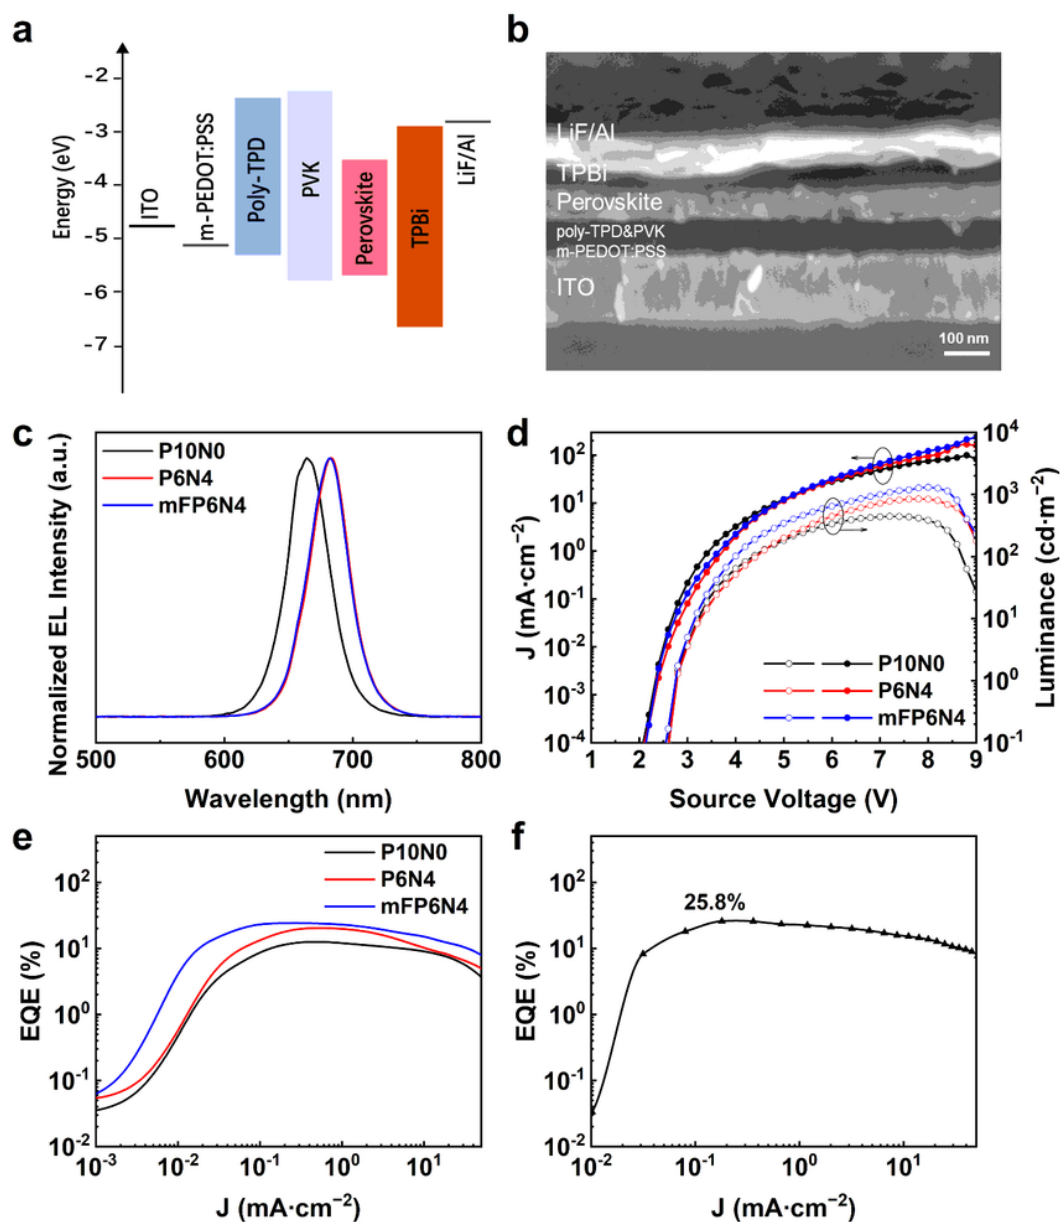 a
Energy (eV)
-2
-3
-4
-5
-6
-7
ITO
m-PEDOT:PSS
Poly-TPD
PVK
Perovskite
TPBi
LiF/Al
b
LiF/Al
TPBi
Perovskite
poly-TPD&PVK
m-PEDOT:PSS
ITO
100 nm
c
Normalized EL Intensity (a.u.)
P10N0
P6N4
mFP6N4
500 600 700 800
Wavelength (nm)
d
J (mA·cm⁻²)
10²
10¹
10⁰
10⁻¹
10⁻²
10⁻³
10⁻⁴
10⁴
10³
10²
10¹
10⁰
10⁻¹
Luminance (cd·m⁻²)
P10N0
P6N4
mFP6N4
1 2 3 4 5 6 7 8 9
Source Voltage (V)
e
EQE (%)
10²
10¹
10⁰
10⁻¹
10⁻²
P10N0
P6N4
mFP6N4
10⁻³ 10⁻² 10⁻¹ 10⁰ 10¹
J (mA·cm⁻²)
f
EQE (%)
10²
10¹
10⁰
10⁻¹
10⁻²
25.8%
10⁻² 10⁻¹ 10⁰ 10¹
J (mA·cm⁻²)